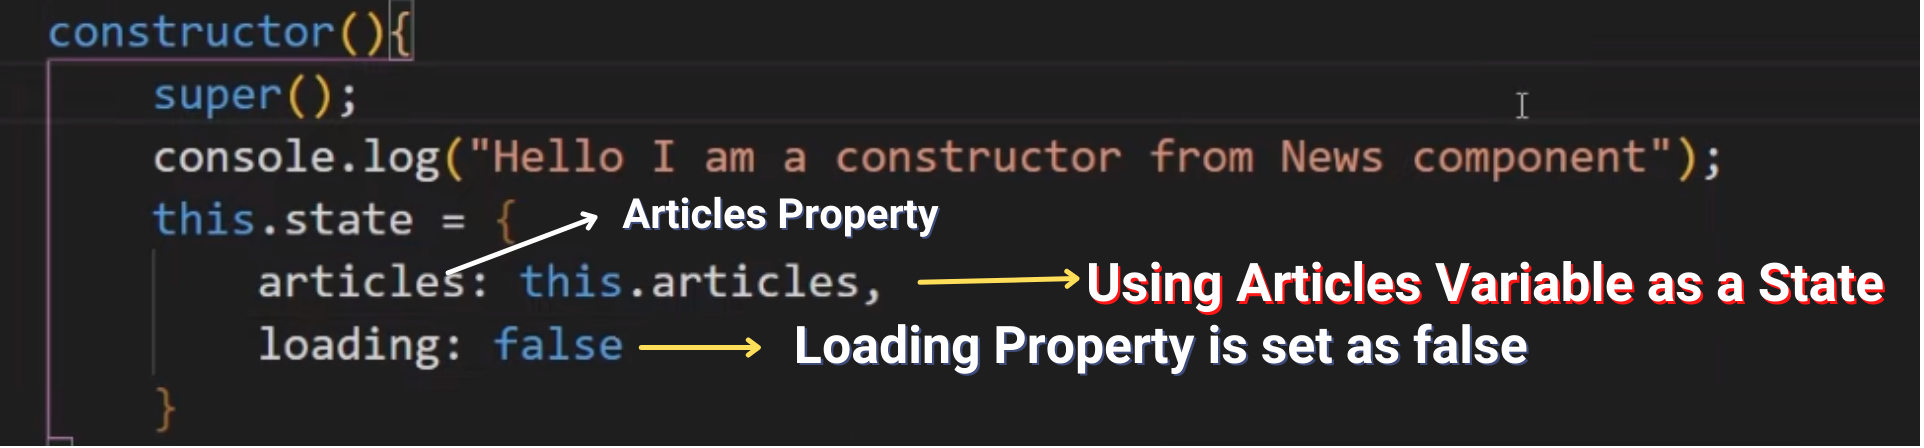 constructor(){
super();
console.log("Hello I am a constructor from News component");
this.state = {
Articles Property
articles: this.articles,
Using Articles Variable as a State
loading: false
Loading Property is set as false
}